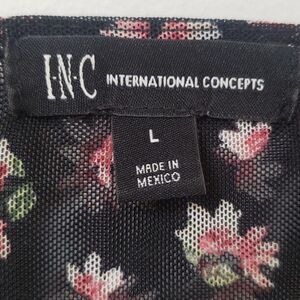 I·N·C INTERNATIONAL CONCEPTS
L
MADE IN
MEXICO